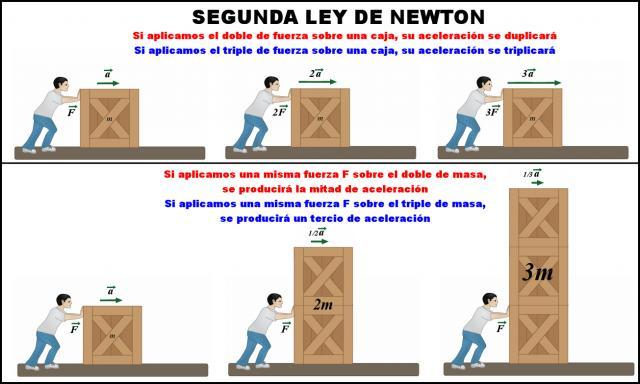 SEGUNDA LEY DE NEWTON
Si aplicamos el doble de fuerza sobre una caja, su aceleración se duplicará
Si aplicamos el triple de fuerza sobre una caja, su aceleración se triplicará
a⃗
F⃗
m
2a⃗
2F⃗
m
3a⃗
3F⃗
m
Si aplicamos una misma fuerza F sobre el doble de masa,
se producirá la mitad de aceleración
Si aplicamos una misma fuerza F sobre el triple de masa,
se producirá un tercio de aceleración
a⃗
F⃗
m
1/2a⃗
F⃗
2m
1/3a⃗
F⃗
3m